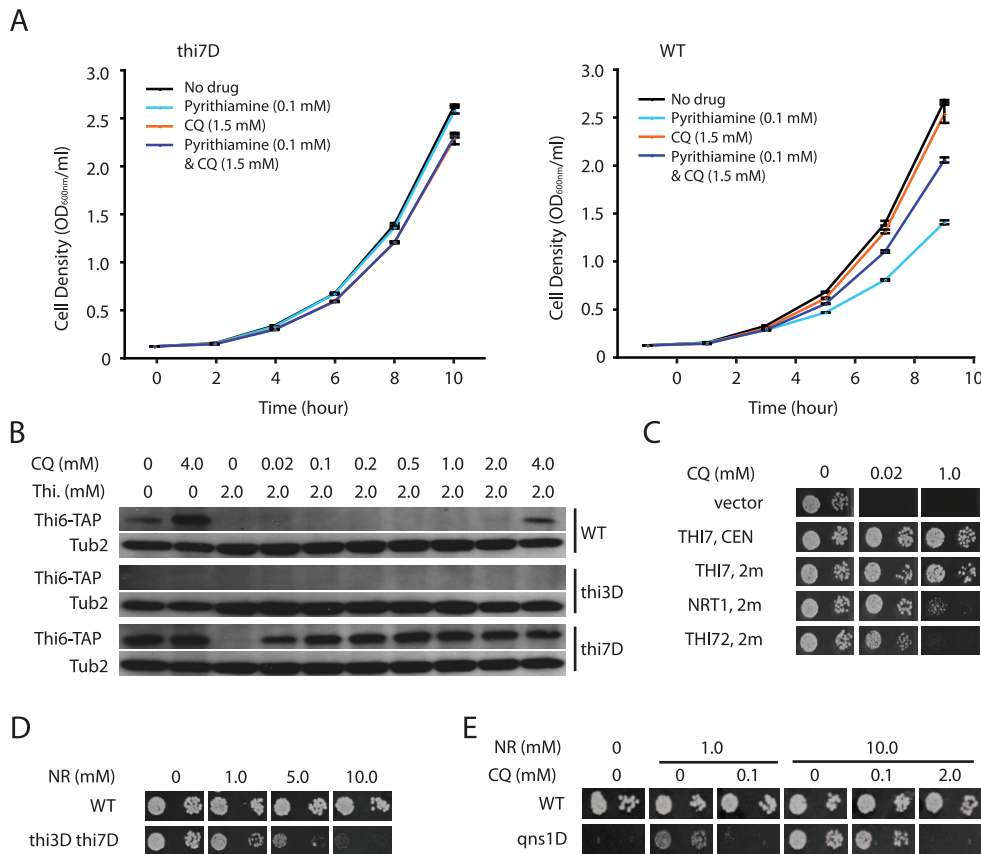 A
thi7D
3.0
2.5
2.0
1.5
1.0
0.5
0
Cell Density (OD600nm/ml)
No drug
Pyrithiamine (0.1 mM)
CQ (1.5 mM)
Pyrithiamine (0.1 mM)
& CQ (1.5 mM)
0 2 4 6 8 10
Time (hour)
WT
3.0
2.5
2.0
1.5
1.0
0.5
0
Cell Density (OD600nm/ml)
No drug
Pyrithiamine (0.1 mM)
CQ (1.5 mM)
Pyrithiamine (0.1 mM)
& CQ (1.5 mM)
0 2 4 6 8 10
Time (hour)
B
CQ (mM) 0 4.0 0 0.02 0.1 0.2 0.5 1.0 2.0 4.0
Thi. (mM) 0 0 2.0 2.0 2.0 2.0 2.0 2.0 2.0 2.0
Thi6-TAP
Tub2
WT
Thi6-TAP
Tub2
thi3D
Thi6-TAP
Tub2
thi7D
C
CQ (mM) 0 0.02 1.0
vector
THI7, CEN
THI7, 2m
NRT1, 2m
THI72, 2m
D
NR (mM) 0 1.0 5.0 10.0
WT
thi3D thi7D
E
NR (mM) 0 1.0 10.0
CQ (mM) 0 0 0.1 0 0.1 2.0
WT
qns1D